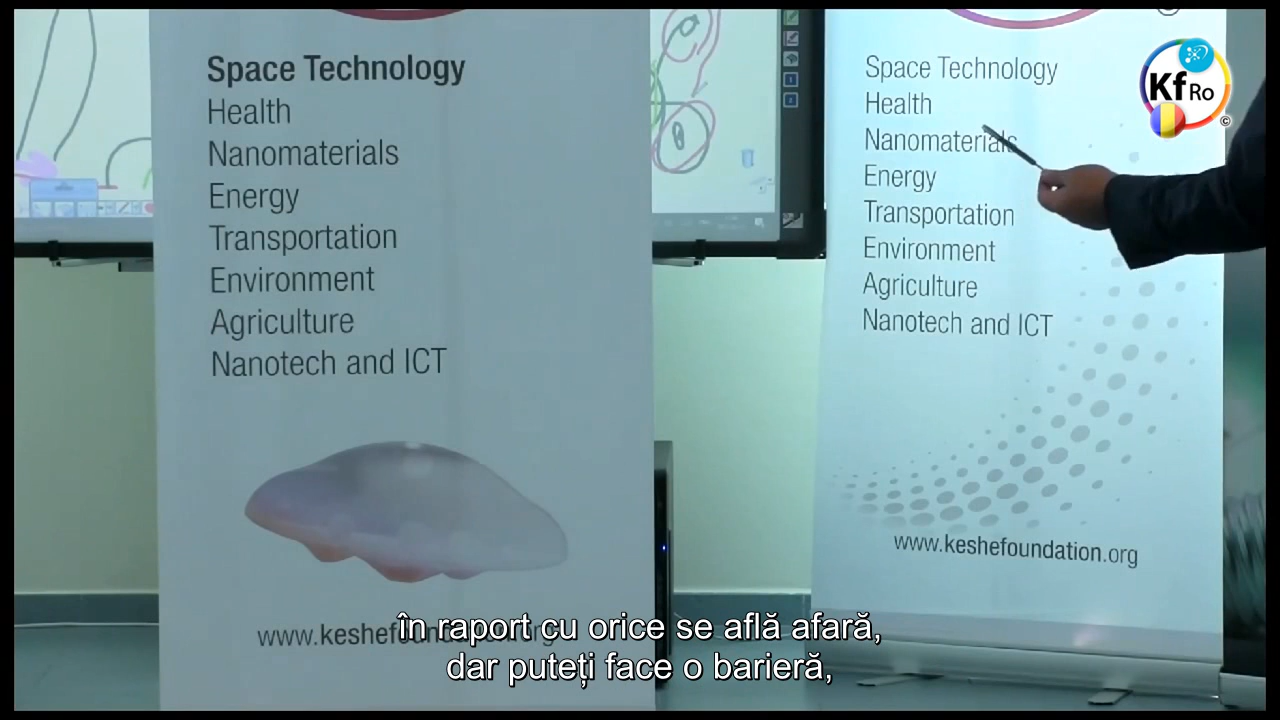 Space Technology
Health
Nanomaterials
Energy
Transportation
Environment
Agriculture
Nanotech and ICT
Space Technology
Health
Nanomaterials
Energy
Transportation
Environment
Agriculture
Nanotech and ICT
www.keshefoundation.org
Kf Ro
©
în raport cu orice se află afară,
dar puteți face o barieră,